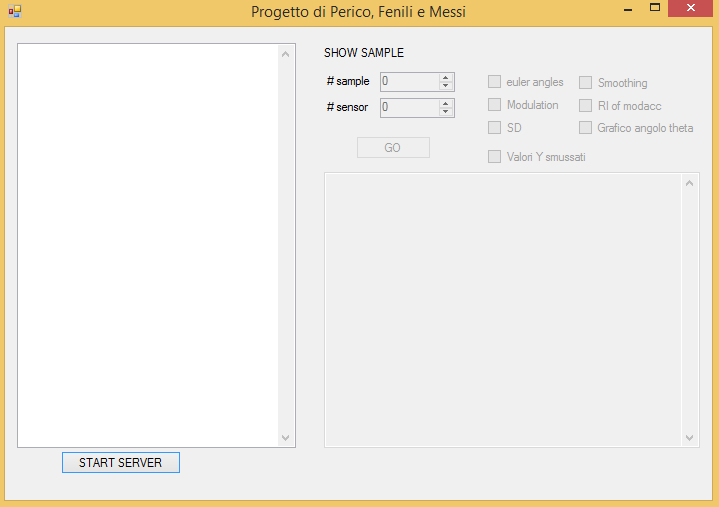 Progetto di Perico, Fenili e Messi
SHOW SAMPLE
# sample 0
# sensor 0
GO
euler angles
Smoothing
Modulation
RI of modacc
SD
Grafico angolo theta
Valori Y smussati
START SERVER